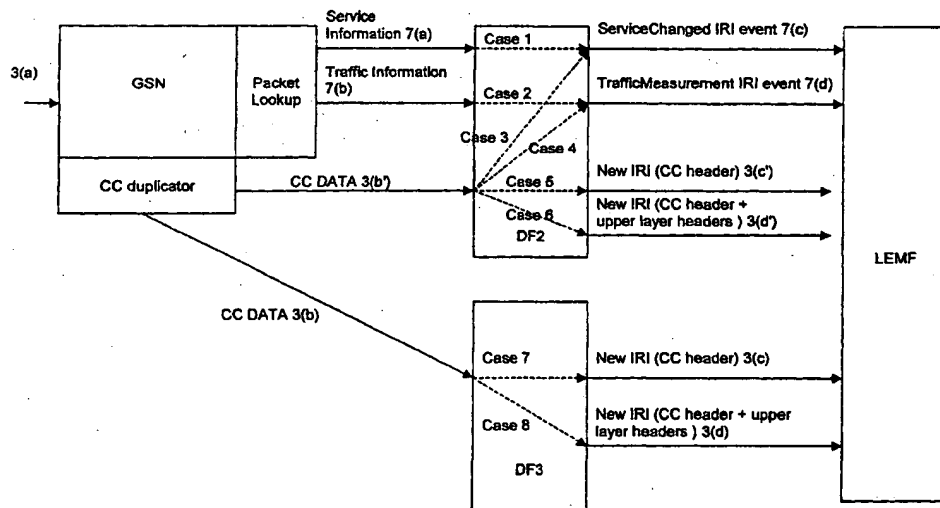 Service
Information 7(a)
Case 1
ServiceChanged IRI event 7(c)
3(a)
GSN
Packet
Lookup
Traffic Information
7(b)
Case 2
TrafficMeasurement IRI event 7(d)
Case 3
Case 4
CC duplicator
CC DATA 3(b')
Case 5
New IRI (CC header) 3(c')
Case 6
New IRI (CC header +
upper layer headers ) 3(d')
DF2
LEMF
CC DATA 3(b)
Case 7
New IRI (CC header) 3(c)
Case 8
New IRI (CC header + upper
layer headers ) 3(d)
DF3